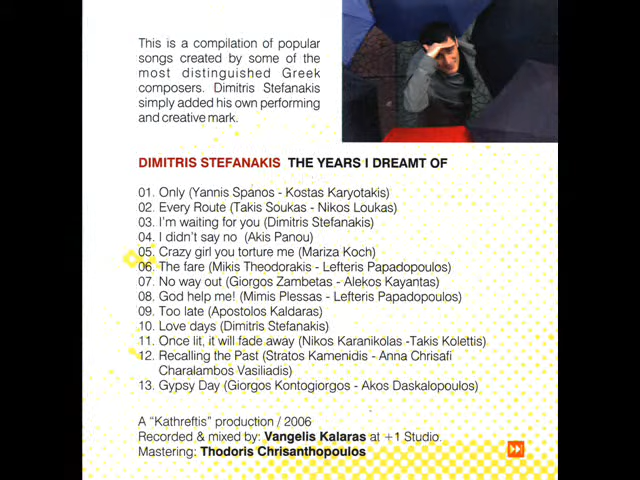 This is a compilation of popular
songs created by some of the
most distinguished Greek
composers. Dimitris Stefanakis
simply added his own performing
and creative mark.
DIMITRIS STEFANAKIS THE YEARS I DREAMT OF
01. Only (Yannis Spanos - Kostas Karyotakis)
02. Every Route (Takis Soukas - Nikos Loukas)
03. I'm waiting for you (Dimitris Stefanakis)
04. I didn't say no (Akis Panou)
05. Crazy girl you torture me (Mariza Koch)
06. The fare (Mikis Theodorakis - Lefteris Papadopoulos)
07. No way out (Giorgos Zambetas - Alekos Kayantas)
08. God help me! (Mimis Plessas - Lefteris Papadopoulos)
09. Too late (Apostolos Kaldaras)
10. Love days (Dimitris Stefanakis)
11. Once lit, it will fade away (Nikos Karanikolas -Takis Kolettis)
12. Recalling the Past (Stratos Kamenidis - Anna Chrisafi
Charalambos Vasiliadis)
13. Gypsy Day (Giorgos Kontogiorgos - Akos Daskalopoulos)
A "Kathreftis" production / 2006
Recorded & mixed by: Vangelis Kalaras at +1 Studio.
Mastering: Thodoris Chrisanthopoulos